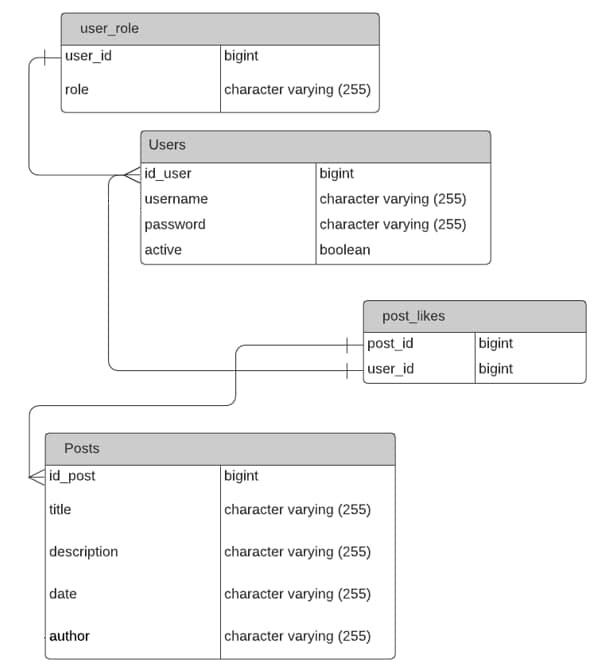 user_role
user_id bigint
role character varying (255)
Users
id_user bigint
username character varying (255)
password character varying (255)
active boolean
post_likes
post_id bigint
user_id bigint
Posts
id_post bigint
title character varying (255)
description character varying (255)
date character varying (255)
author character varying (255)